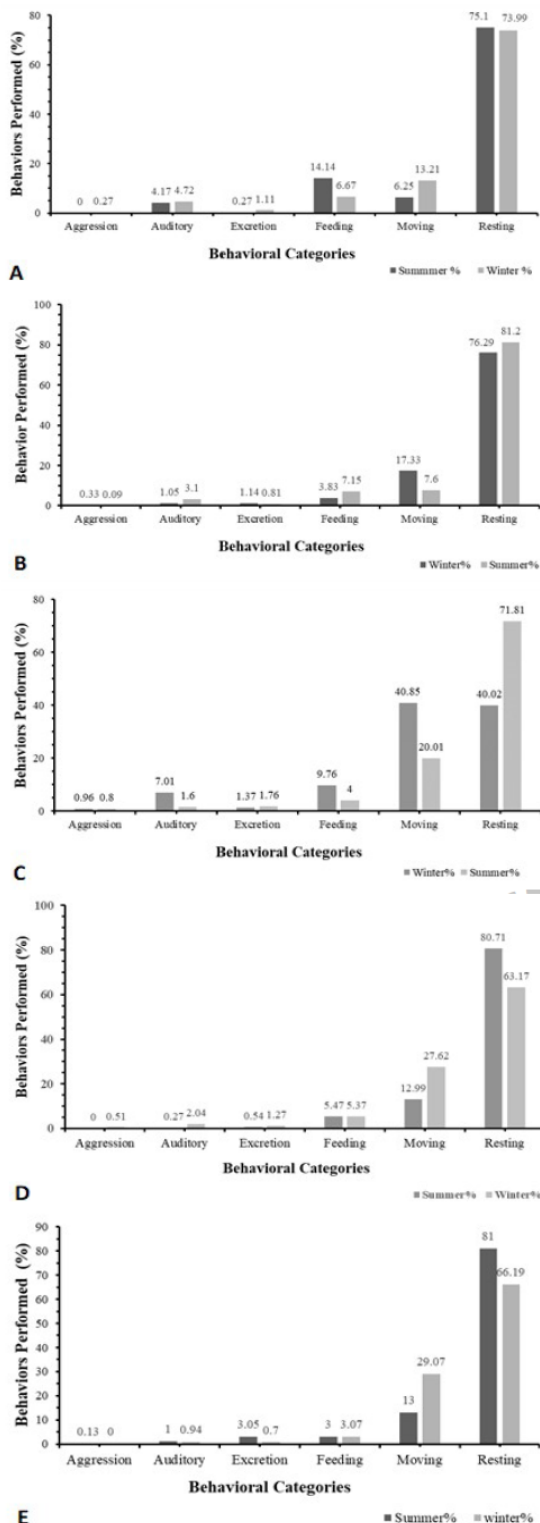 80
75.1 73.99
60
40
20
14.14 13.21
6.67 6.25
4.17 4.72
0 0.27 0.27 1.11
0
Behaviors Performed (%)
Aggression Auditory Excretion Feeding Moving Resting
Behavioral Categories
A
Summmer % Winter %
100
80
76.29 81.2
60
40
20
17.33
0.33 0.09 1.05 3.1 1.14 0.81 3.83 7.15 7.6
0
Behavior Performed (%)
Aggression Auditory Excretion Feeding Moving Resting
Behavioral Categories
B
Winter% Summer%
80
71.81
60
40
40.85 40.02
20
20.01
0.96 0.8 7.01 1.6 1.37 1.76 9.76 4
0
Behaviors Performed (%)
Aggression Auditory Excretion Feeding Moving Resting
Behavioral Categories
C
Winter% Summer%
100
80
80.71
63.17
60
40
27.62
20
12.99
0 0.51 0.27 2.04 0.54 1.27 5.47 5.37
0
Behaviors Performed (%)
Aggression Auditory Excretion Feeding Moving Resting
Behavioral Categories
D
Summer% Winter%
90
80
81
70
66.19
60
50
40
30
29.07
20
13
10
0.13 0 1 0.94 3.05 0.7 3 3.07
0
Behaviors Performed (%)
Aggression Auditory Excretion Feeding Moving Resting
Behavioral Categories
E
Summer% winter%